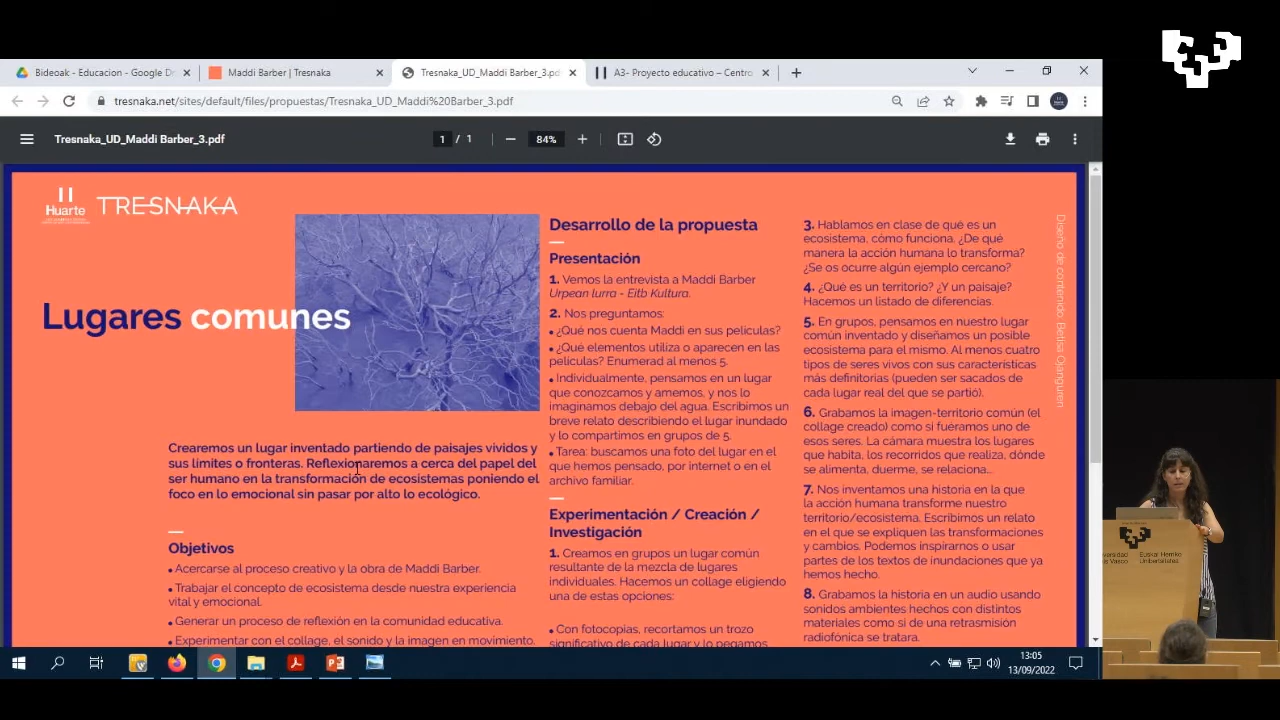 Bideoak - Educacion - Google Dr
Maddi Barber | Tresnaka
Tresnaka_UD_Maddi Barber_3.pd
A3- Proyecto educativo – Centro
tresnaka.net/sites/default/files/propuestas/Tresnaka_UD_Maddi%20Barber_3.pdf
Tresnaka_UD_Maddi Barber_3.pdf
1 / 1
84%
Huarte
TRESNAKA
Lugares comunes
Crearemos un lugar inventado partiendo de paisajes vividos y
sus límites o fronteras. Reflexionaremos a cerca del papel del
ser humano en la transformación de ecosistemas poniendo el
foco en lo emocional sin pasar por alto lo ecológico.
Objetivos
• Acercarse al proceso creativo y la obra de Maddi Barber.
• Trabajar el concepto de ecosistema desde nuestra experiencia
vital y emocional.
• Generar un proceso de reflexión en la comunidad educativa.
• Experimentar con el collage, el sonido y la imagen en movimiento.
Desarrollo de la propuesta
Presentación
1. Vemos la entrevista a Maddi Barber
Urpean lurra - Eitb Kultura.
2. Nos preguntamos:
• ¿Qué nos cuenta Maddi en sus películas?
• ¿Qué elementos utiliza o aparecen en las
películas? Enumerad al menos 5.
• Individualmente, pensamos en un lugar
que conozcamos y amemos, y nos lo
imaginamos debajo del agua. Escribimos un
breve relato describiendo el lugar inundado
y lo compartimos en grupos de 5.
• Tarea: buscamos una foto del lugar en el
que hemos pensado, por internet o en el
archivo familiar.
Experimentación / Creación /
Investigación
1. Creamos en grupos un lugar común
resultante de la mezcla de lugares
individuales. Hacemos un collage eligiendo
una de estas opciones:
• Con fotocopias, recortamos un trozo
significativo de cada lugar y lo pegamos
3. Hablamos en clase de qué es un
ecosistema, cómo funciona. ¿De qué
manera la acción humana lo transforma?
¿Se os ocurre algún ejemplo cercano?
4. ¿Qué es un territorio? ¿Y un paisaje?
Hacemos un listado de diferencias.
5. En grupos, pensamos en nuestro lugar
común inventado y diseñamos un posible
ecosistema para el mismo. Al menos cuatro
tipos de seres vivos con sus características
más definitorias (pueden ser sacados de
cada lugar real del que se partió).
6. Grabamos la imagen-territorio común (el
collage creado) como si fuéramos uno de
esos seres. La cámara muestra los lugares
que habita, los recorridos que realiza, dónde
se alimenta, duerme, se relaciona...
7. Nos inventamos una historia en la que
la acción humana transforme nuestro
territorio/ecosistema. Escribimos un relato
en el que se expliquen las transformaciones
y cambios. Podemos inspirarnos o usar
partes de los textos de inundaciones que ya
hemos hecho.
8. Grabamos la historia en un audio usando
sonidos ambientes hechos con distintos
materiales como si de una retrasmisión
radiofónica se tratara.
Diseño de contenido: Betisa Ojanguren
13:05
13/09/2022
Euskal Herriko
Unibertsitatea